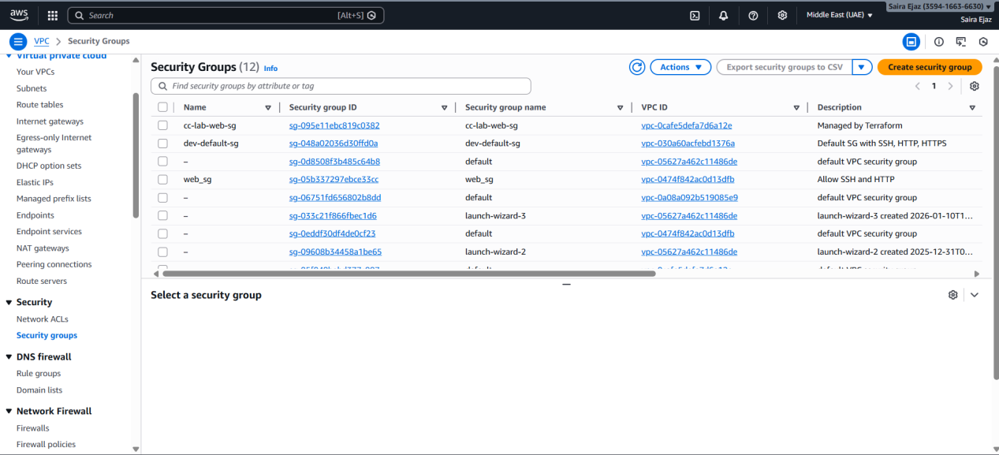 aws
Search [Alt+S]
Middle East (UAE)
Saira Ejaz (3594-1663-6630)
Saira Ejaz
VPC > Security Groups
Virtual private cloud
Your VPCs
Subnets
Route tables
Internet gateways
Egress-only Internet
gateways
DHCP option sets
Elastic IPs
Managed prefix lists
Endpoints
Endpoint services
NAT gateways
Peering connections
Route servers
Security
Network ACLs
Security groups
DNS firewall
Rule groups
Domain lists
Network Firewall
Firewalls
Firewall policies
Security Groups (12) Info
Actions
Export security groups to CSV
Create security group
Find security groups by attribute or tag
1
Name Security group ID Security group name VPC ID Description
cc-lab-web-sg sg-095e11ebc819c0382 cc-lab-web-sg vpc-0cafe5defa7d6a12e Managed by Terraform
dev-default-sg sg-048a02036d30ffd0a dev-default-sg vpc-030a60acfebd1376a Default SG with SSH, HTTP, HTTPS
– sg-0d8508f3b485c64b8 default vpc-05627a462c11486de default VPC security group
web_sg sg-05b337297ebce33cc web_sg vpc-0474f842ac0d13dfb Allow SSH and HTTP
– sg-06751fd656802b8dd default vpc-0a08a092b519085e9 default VPC security group
– sg-033c21f866fbec1d6 launch-wizard-3 vpc-05627a462c11486de launch-wizard-3 created 2026-01-10T1...
– sg-0eddf30df4de0cf23 default vpc-0474f842ac0d13dfb default VPC security group
– sg-09608b34458a1be65 launch-wizard-2 vpc-05627a462c11486de launch-wizard-2 created 2025-12-31T0...
Select a security group